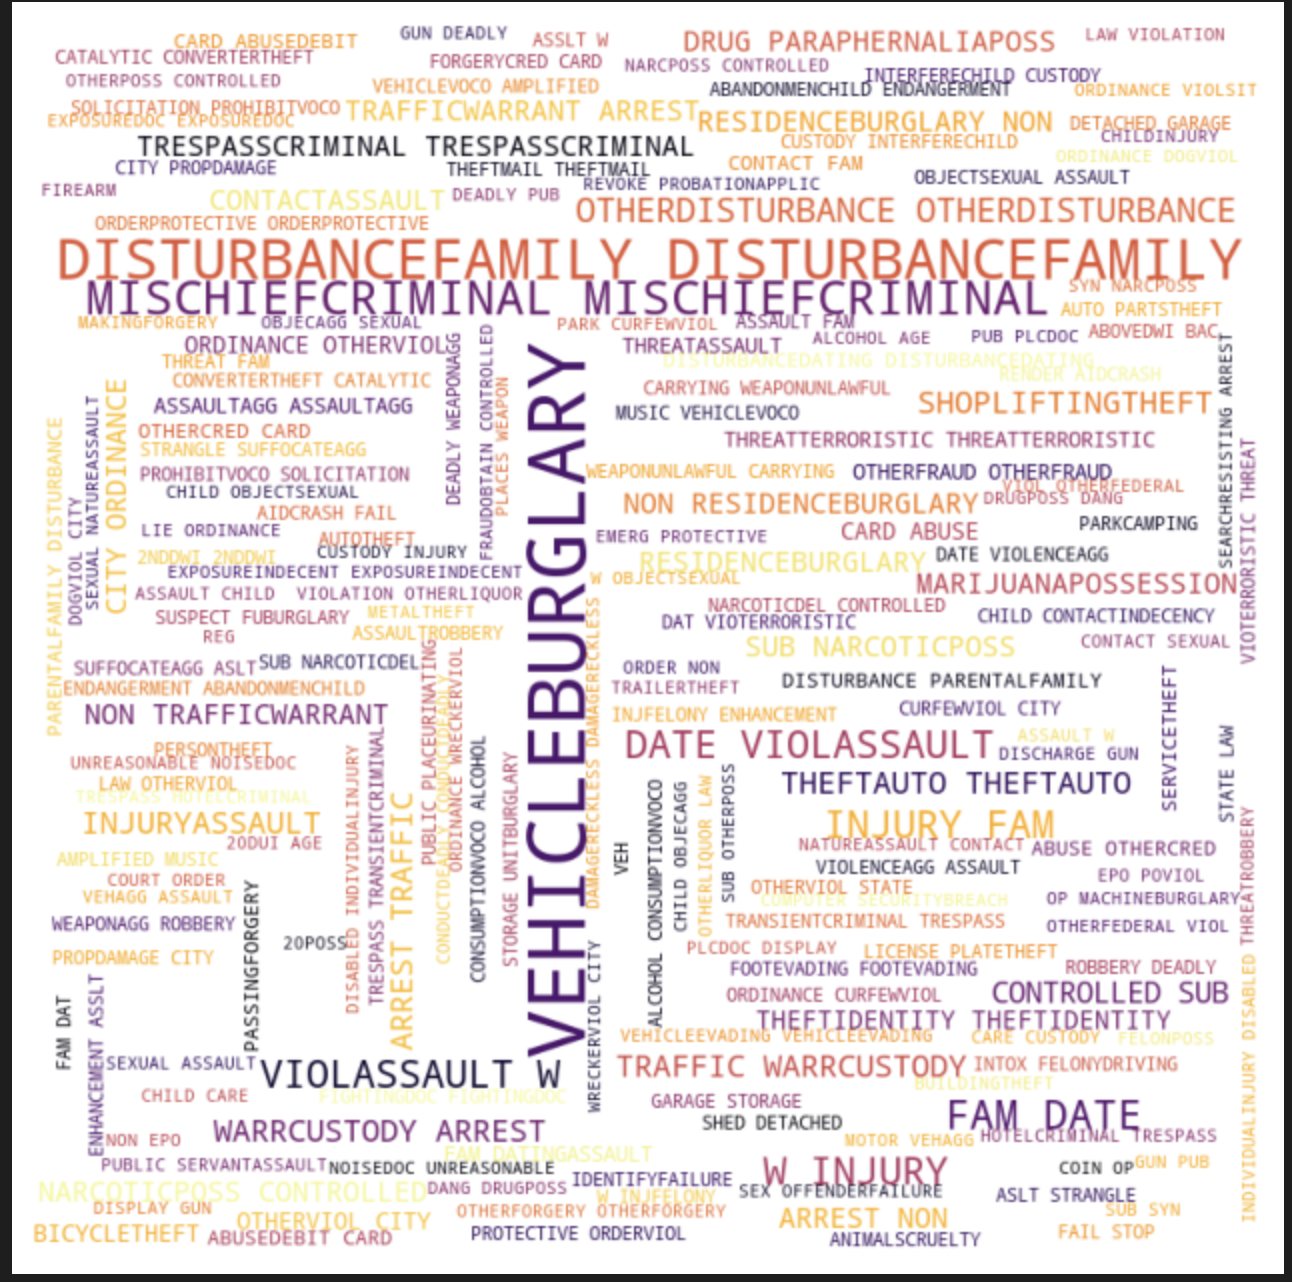 GUN DEADLY
CARD ABUSEDEBIT
ASSLT W
DRUG PARAPHERNALIAPOSS
LAW VIOLATION
CATALYTIC CONVERTERTHEFT
FORGERYCRED CARD
NARCPOSS CONTROLLED
INTERFERECHILD CUSTODY
OTHERPOSS CONTROLLED
VEHICLEVOCO AMPLIFIED
ABANDONMENCHILD ENDANGERMENT
ORDINANCE VIOLSIT
SOLICITATION PROHIBITVOCO
TRAFFICWARRANT ARREST
EXPOSUREDOC EXPOSUREDOC
RESIDENCEBURGLARY NON
DETACHED GARAGE
CHILDINJURY
TRESPASSCRIMINAL TRESPASSCRIMINAL
CUSTODY INTERFERECHILD
ORDINANCE DOGVIOL
CITY PROPDAMAGE
THEFTMAIL THEFTMAIL
CONTACT FAM
OBJECTSEXUAL ASSAULT
FIREARM
CONTACTASSAULT
DEADLY PUB
REVOKE PROBATIONAPPLIC
ORDERPROTECTIVE ORDERPROTECTIVE
OTHERDISTURBANCE OTHERDISTURBANCE
DISTURBANCEFAMILY DISTURBANCEFAMILY
MISCHIEFCRIMINAL MISCHIEFCRIMINAL
SYN NARCPOSS
AUTO PARTSTHEFT
MAKINGFORGERY
OBJECAGG SEXUAL
PARK CURFEWVIOL
ASSAULT FAM
ALCOHOL AGE
PUB PLCDOC
ABOVEDWI BAC
ORDINANCE OTHERVIOL
THREATASSAULT
THREAT FAM
DISTURBANCEDATING DISTURBANCEDATING
RENDER AIDCRASH
CONVERTERTHEFT CATALYTIC
CARRYING WEAPONUNLAWFUL
ASSAULTAGG ASSAULTAGG
MUSIC VEHICLEVOCO
SHOPLIFTINGTHEFT
OTHERCRED CARD
STRANGLE SUFFOCATEAGG
THREATTERRORISTIC THREATTERRORISTIC
PROHIBITVOCO SOLICITATION
WEAPONUNLAWFUL CARRYING
OTHERFRAUD OTHERFRAUD
CHILD OBJECTSEXUAL
VIOL OTHERFEDERAL
AIDCRASH FAIL
NON RESIDENCEBURGLARY
DRUGPOSS DANG
LIE ORDINANCE
AUTOTHEFT
EMERG PROTECTIVE
CARD ABUSE
PARKCAMPING
2NDDWI 2NDDWI
CUSTODY INJURY
RESIDENCEBURGLARY
DATE VIOLENCEAGG
EXPOSUREINDECENT EXPOSUREINDECENT
W OBJECTSEXUAL
MARIJUANAPOSSESSION
ASSAULT CHILD
VIOLATION OTHERLIQUOR
NARCOTICDEL CONTROLLED
SUSPECT FUBURGLARY
METALTHEFT
DAT VIOTERRORISTIC
CHILD CONTACTINDECENCY
REG
ASSAULTROBBERY
SUB NARCOTICPOSS
CONTACT SEXUAL
SUFFOCATEAGG ASLT
SUB NARCOTICDEL
ORDER NON
ENDANGERMENT ABANDONMENCHILD
TRAILERTHEFT
DISTURBANCE PARENTALFAMILY
NON TRAFFICWARRANT
INJFELONY ENHANCEMENT
CURFEWVIOL CITY
PERSONTHEFT
DATE VIOLASSAULT
ASSAULT W
UNREASONABLE NOISEDOC
DISCHARGE GUN
LAW OTHERVIOL
THEFTAUTO THEFTAUTO
TRESPASS HOTELCRIMINAL
INJURYASSAULT
INJURY FAM
20DUI AGE
NATUREASSAULT CONTACT
ABUSE OTHERCRED
AMPLIFIED MUSIC
VIOLENCEAGG ASSAULT
COURT ORDER
EPO POVIOL
VEHAGG ASSAULT
OTHERVIOL STATE
COMPUTER SECURITYBREACH
OP MACHINEBURGLARY
WEAPONAGG ROBBERY
TRANSIENTCRIMINAL TRESPASS
OTHERFEDERAL VIOL
20POSS
PROPDAMAGE CITY
PLCDOC DISPLAY
LICENSE PLATETHEFT
FOOTEVADING FOOTEVADING
ROBBERY DEADLY
ORDINANCE CURFEWVIOL
CONTROLLED SUB
THEFTIDENTITY THEFTIDENTITY
VEHICLEEVADING VEHICLEEVADING
CARE CUSTODY
FELONPOSS
SEXUAL ASSAULT
VIOLASSAULT W
TRAFFIC WARRCUSTODY
INTOX FELONYDRIVING
BUILDINGTHEFT
CHILD CARE
FIGHTINGDOC FIGHTINGDOC
GARAGE STORAGE
FAM DATE
SHED DETACHED
NON EPO
WARRCUSTODY ARREST
MOTOR VEHAGG
HOTELCRIMINAL TRESPASS
FAM DATINGASSAULT
PUBLIC SERVANTASSAULT
NOISEDOC UNREASONABLE
W INJURY
COIN OP
GUN PUB
IDENTIFYFAILURE
NARCOTICPOSS CONTROLLED
DANG DRUGPOSS
W INJFELONY
SEX OFFENDERFAILURE
ASLT STRANGLE
DISPLAY GUN
OTHERFORGERY OTHERFORGERY
SUB SYN
OTHERVIOL CITY
ARREST NON
BICYCLETHEFT
ABUSEDEBIT CARD
PROTECTIVE ORDERVIOL
ANIMALSCRUELTY
FAIL STOP
PARENTALFAMILY DISTURBANCE
DOGVIOL CITY
SEXUAL NATUREASSAULT
CITY ORDINANCE
DEADLY WEAPONAGG
FRAUDOBTAIN CONTROLLED
PLACES WEAPON
VEHICLEBURGLARY
DAMAGERECKLESS DAMAGERECKLESS
SEARCHRESISTING ARREST
VIOTERRORISTIC THREAT
PUBLIC PLACEURINATING
CONDUCTDEADLY CONDUCTDEADLY
ORDINANCE WRECKERVIOL
CONSUMPTIONVOCO ALCOHOL
STORAGE UNITBURGLARY
DISABLED INDIVIDUALINJURY
TRESPASS TRANSIENTCRIMINAL
ARREST TRAFFIC
PASSINGFORGERY
FAM DAT
ENHANCEMENT ASSLT
WRECKERVIOL CITY
VEH
ALCOHOL CONSUMPTIONVOCO
CHILD OBJECAGG
OTHERLIQUOR LAW
SUB OTHERPOSS
SERVICETHEFT
STATE LAW
INDIVIDUALINJURY DISABLED
THREATROBBERY